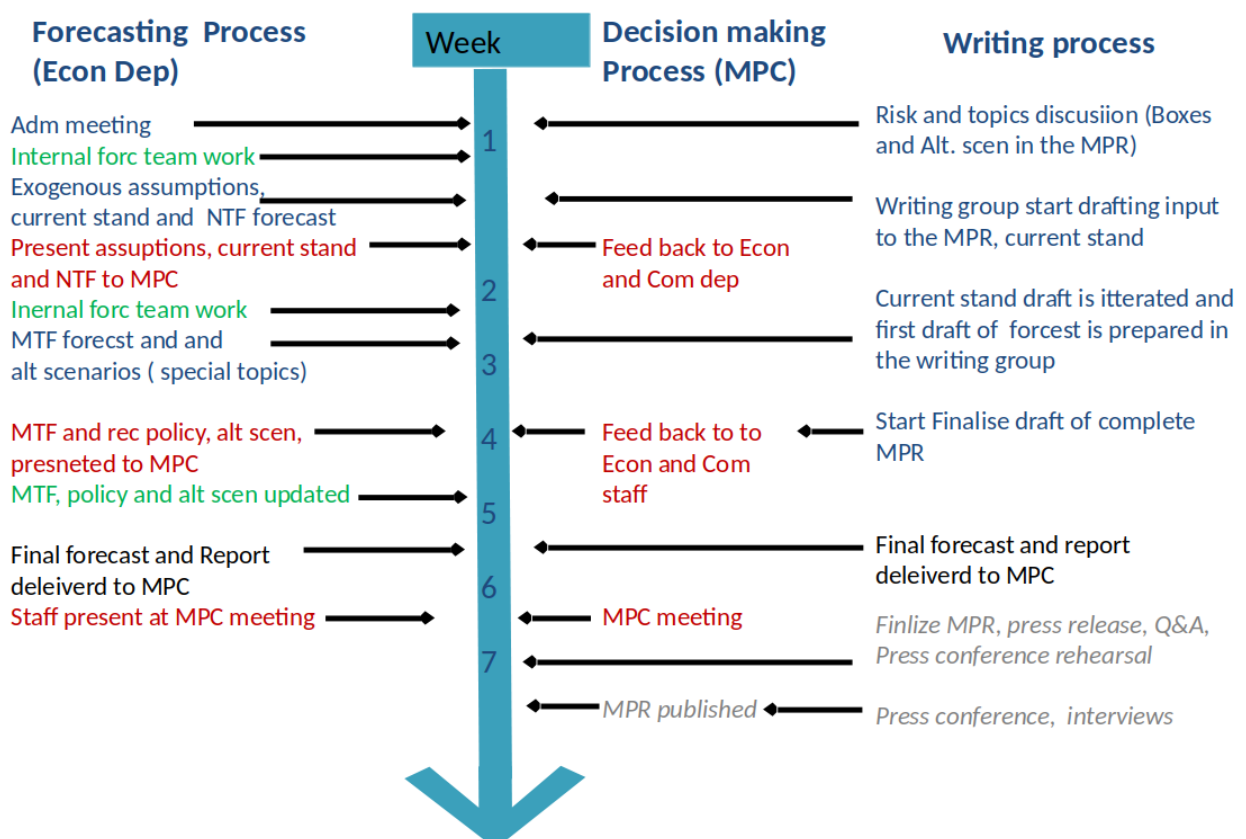 Forecasting Process
(Econ Dep)
Week
Decision making
Process (MPC)
Writing process
Adm meeting
Internal forc team work
Exogenous assumptions,
current stand and NTF forecast
Present assuptions, current stand
and NTF to MPC
Inernal forc team work
MTF forecst and and
alt scenarios ( special topics)
MTF and rec policy, alt scen,
presneted to MPC
MTF, policy and alt scen updated
Final forecast and Report
deleiverd to MPC
Staff present at MPC meeting
1
2
3
4
5
6
7
Feed back to Econ
and Com dep
Feed back to to
Econ and Com
staff
MPC meeting
MPR published
Risk and topics discusiion (Boxes
and Alt. scen in the MPR)
Writing group start drafting input
to the MPR, current stand
Current stand draft is itterated and
first draft of forcest is prepared in
the writing group
Start Finalise draft of complete
MPR
Final forecast and report
deleiverd to MPC
Finlize MPR, press release, Q&A,
Press conference rehearsal
Press conference, interviews